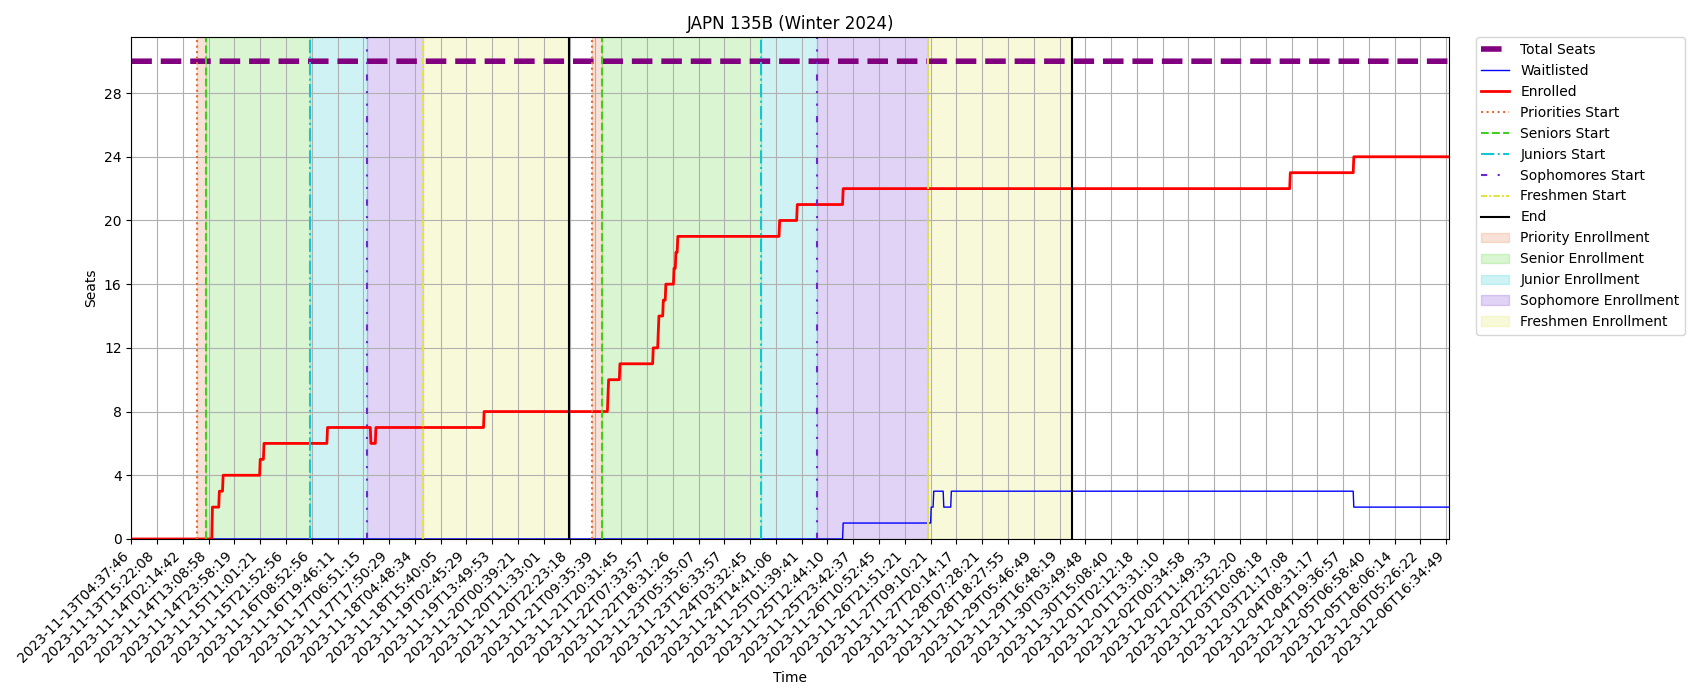 JAPN 135B (Winter 2024)
Total Seats
Waitlisted
Enrolled
Priorities Start
Seniors Start
Juniors Start
Sophomores Start
Freshmen Start
End
Priority Enrollment
Senior Enrollment
Junior Enrollment
Sophomore Enrollment
Freshmen Enrollment
Seats
28
24
20
16
12
8
4
0
2023-11-13T04:37:46
2023-11-13T15:22:08
2023-11-14T02:14:42
2023-11-14T13:08:58
2023-11-14T23:58:19
2023-11-15T11:01:21
2023-11-15T21:52:56
2023-11-16T08:52:56
2023-11-16T19:46:11
2023-11-17T06:51:15
2023-11-17T17:50:29
2023-11-18T04:48:34
2023-11-18T15:40:05
2023-11-19T02:45:29
2023-11-19T13:49:53
2023-11-20T00:39:21
2023-11-20T11:33:01
2023-11-20T22:23:18
2023-11-21T09:35:39
2023-11-21T20:31:45
2023-11-22T07:33:57
2023-11-22T18:31:26
2023-11-23T05:35:07
2023-11-23T16:33:57
2023-11-24T03:32:45
2023-11-24T14:41:06
2023-11-25T01:39:41
2023-11-25T12:44:10
2023-11-25T23:42:37
2023-11-26T10:52:45
2023-11-26T21:51:21
2023-11-27T09:10:21
2023-11-27T20:14:17
2023-11-28T07:28:21
2023-11-28T18:27:55
2023-11-29T05:46:49
2023-11-29T16:48:19
2023-11-30T03:49:48
2023-11-30T15:08:40
2023-12-01T02:12:18
2023-12-01T13:31:10
2023-12-02T00:34:58
2023-12-02T11:49:33
2023-12-02T22:52:20
2023-12-03T10:08:18
2023-12-03T21:17:08
2023-12-04T08:31:17
2023-12-04T19:36:57
2023-12-05T06:58:40
2023-12-05T18:06:14
2023-12-06T05:26:22
2023-12-06T16:34:49
Time